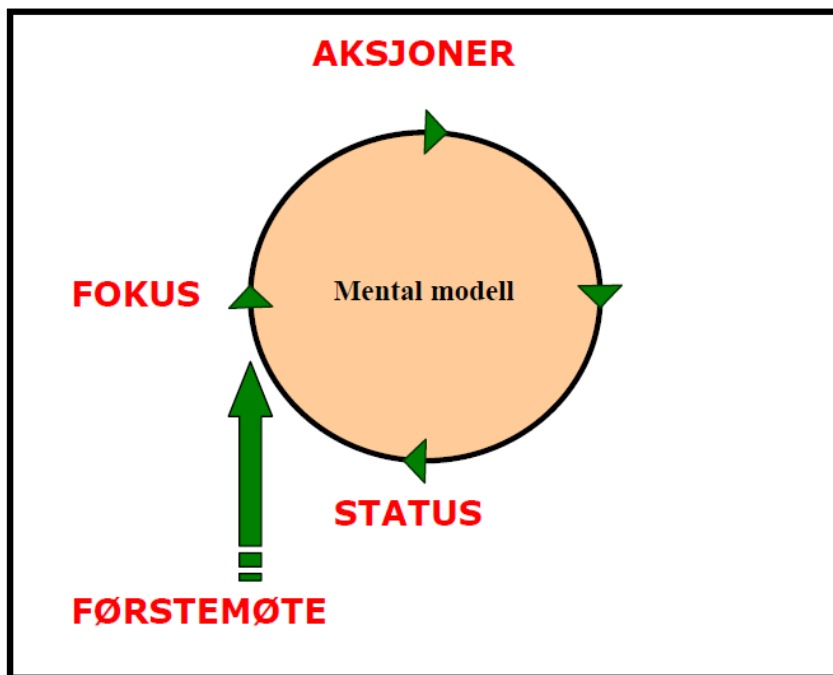 AKSJONER
FOKUS
Mental modell
STATUS
FØRSTEMØTE